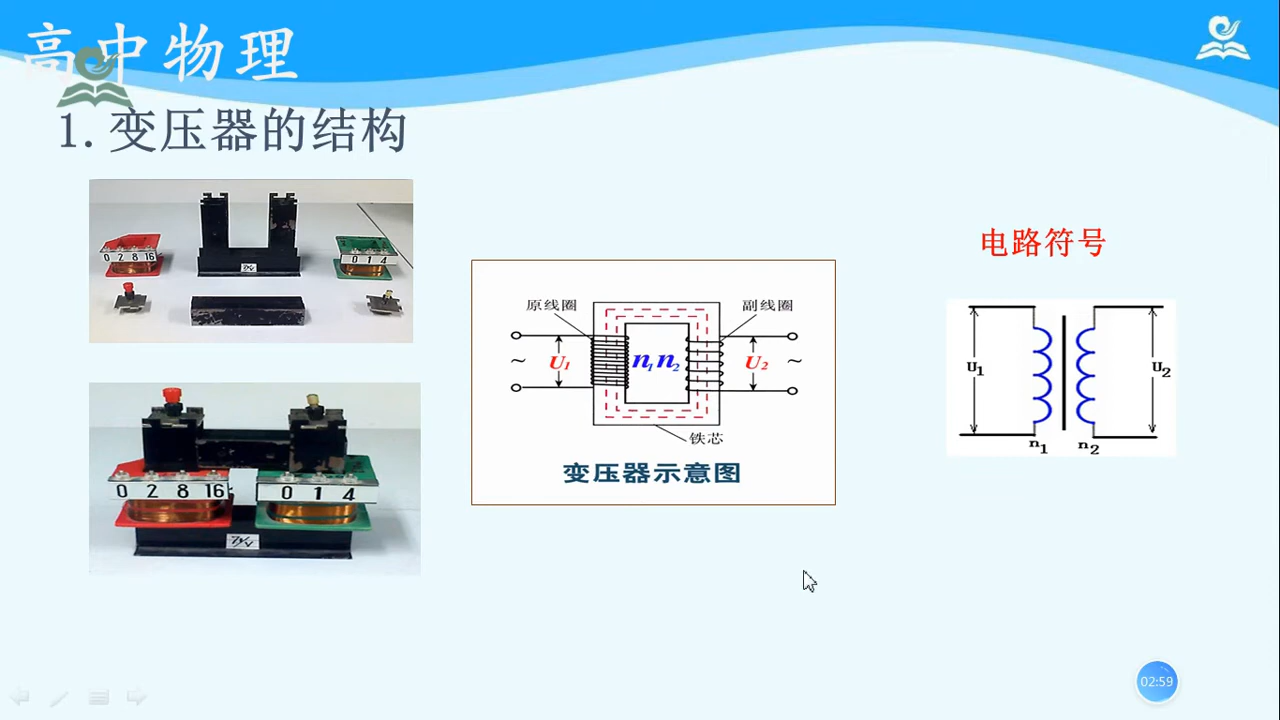 高中物理
1. 变压器的结构
0 2 8 16
0 1 4
0 2 8 16
0 1 4
原线圈
副线圈
~ U₁ n₁ n₂ U₂ ~
铁芯
变压器示意图
电路符号
U₁ U₂
n₁ n₂
02:59